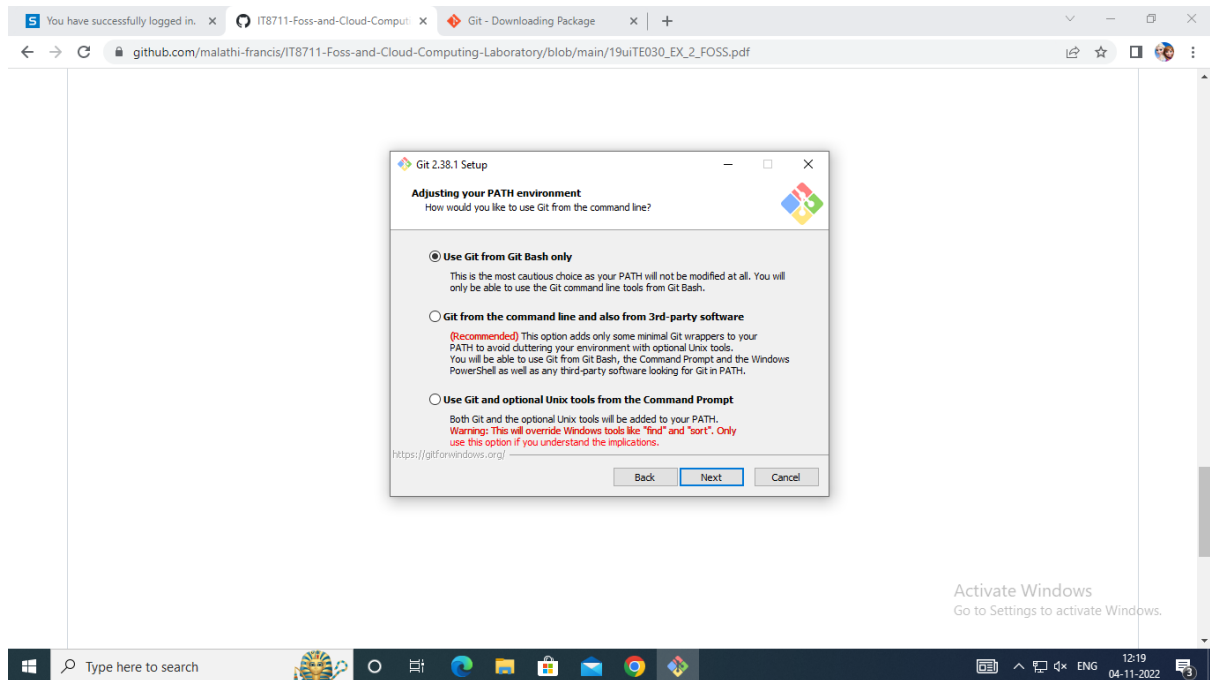 You have successfully logged in.
IT8711-Foss-and-Cloud-Comput
Git - Downloading Package
github.com/malathi-francis/IT8711-Foss-and-Cloud-Computing-Laboratory/blob/main/19uiTE030_EX_2_FOSS.pdf
Git 2.38.1 Setup
Adjusting your PATH environment
How would you like to use Git from the command line?
Use Git from Git Bash only
This is the most cautious choice as your PATH will not be modified at all. You will
only be able to use the Git command line tools from Git Bash.
Git from the command line and also from 3rd-party software
(Recommended) This option adds only some minimal Git wrappers to your
PATH to avoid cluttering your environment with optional Unix tools.
You will be able to use Git from Git Bash, the Command Prompt and the Windows
PowerShell as well as any third-party software looking for Git in PATH.
Use Git and optional Unix tools from the Command Prompt
Both Git and the optional Unix tools will be added to your PATH.
Warning: This will override Windows tools like "find" and "sort". Only
use this option if you understand the implications.
https://gitforwindows.org/
Back Next Cancel
Activate Windows
Go to Settings to activate Windows.
Type here to search
ENG
12:19
04-11-2022
3